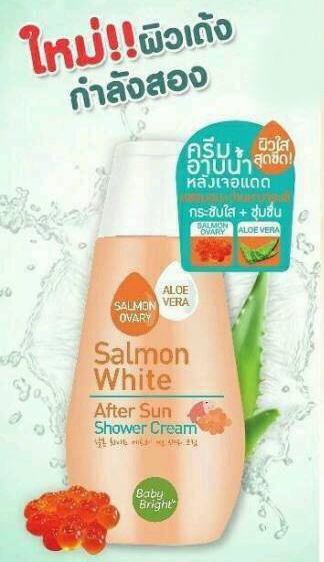 ใหม่!!ผิวเด้ง
กำลังสอง
ครีม
อาบน้ำ
หลังเจอแดด
ผิวใส
สุดขีด!
กระชับใส + ชุ่มชื่น
SALMON
OVARY
ALOE VERA
SALMON
OVARY
ALOE
VERA
Salmon
White
After Sun
Shower Cream
Baby
Bright